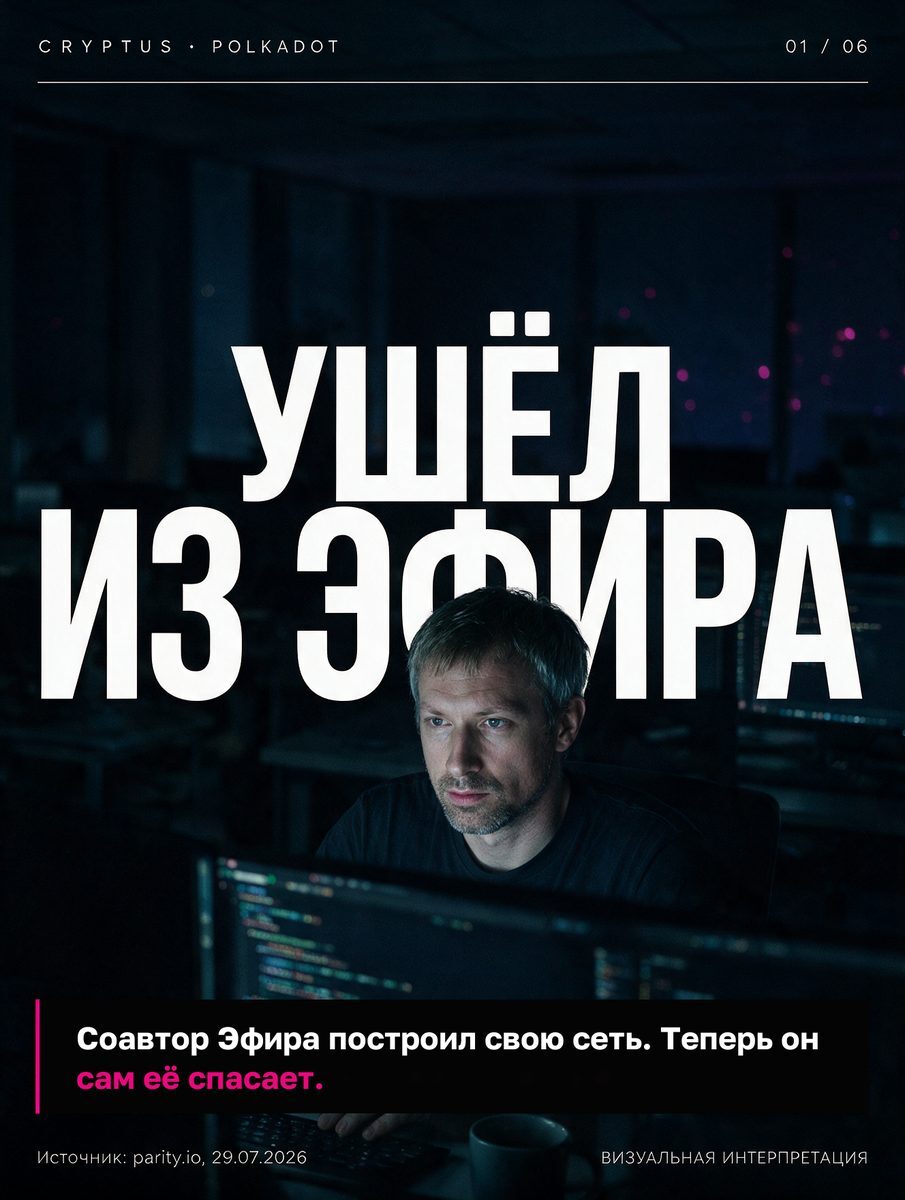 CRYPTUS · POLKADOT
01 / 06
УШЁЛ
ИЗ ЭФИРА
Соавтор Эфира построил свою сеть. Теперь он
сам её спасает.
Источник: parity.io, 29.07.2026
ВИЗУАЛЬНАЯ ИНТЕРПРЕТАЦИЯ